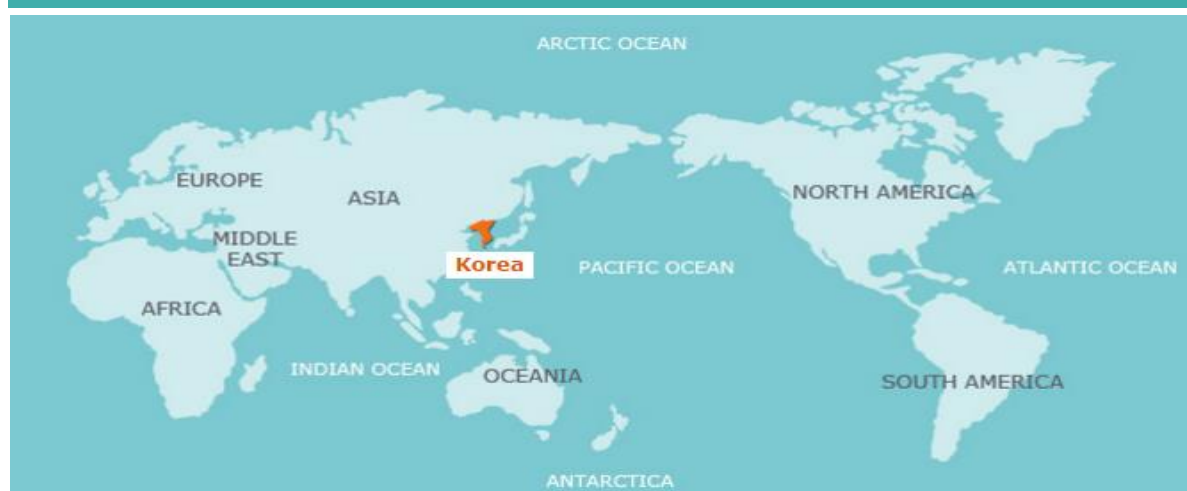 ARCTIC OCEAN
EUROPE
ASIA
NORTH AMERICA
MIDDLE
EAST
Korea
PACIFIC OCEAN
ATLANTIC OCEAN
AFRICA
INDIAN OCEAN
OCEANIA
SOUTH AMERICA
ANTARCTICA